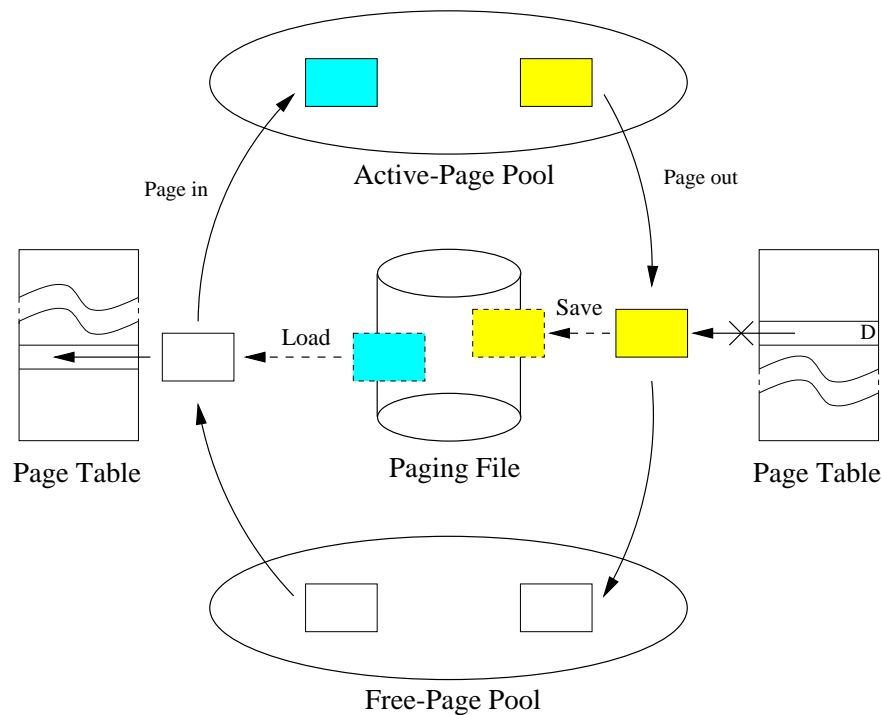 Active-Page Pool
Page in
Page out
Save
D
Load
Page Table
Paging File
Page Table
Free-Page Pool